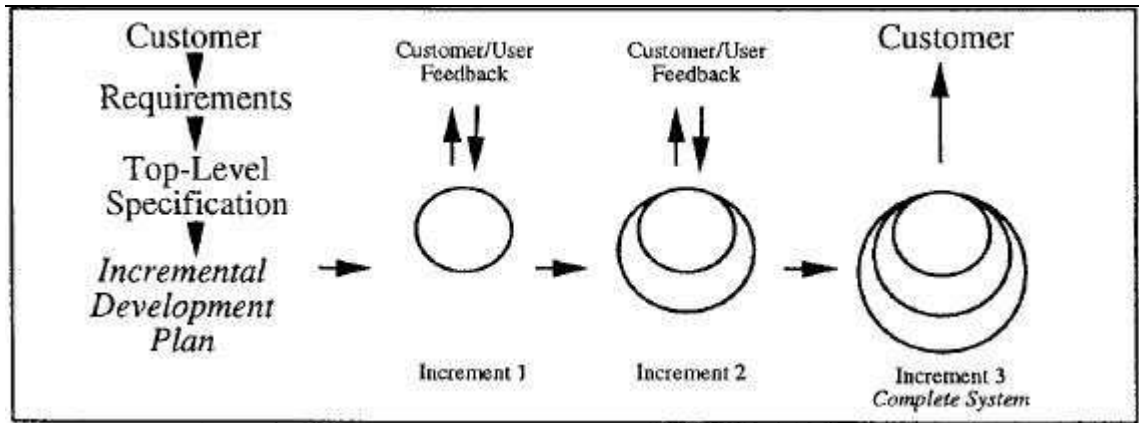 Customer
Requirements
Top-Level
Specification
Incremental
Development
Plan
Customer/User
Feedback
Increment 1
Customer/User
Feedback
Increment 2
Customer
Increment 3
Complete System